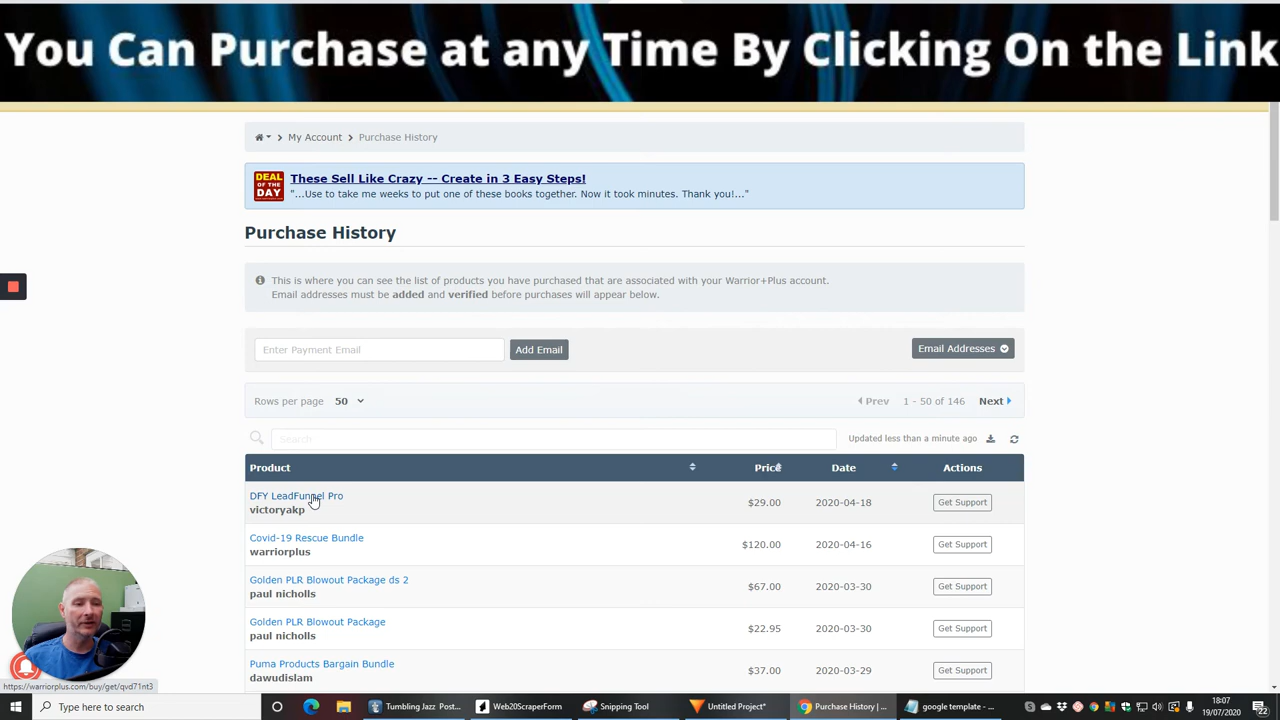 You Can Purchase at any Time By Clicking On the Link
My Account > Purchase History
DEAL OF THE DAY
These Sell Like Crazy -- Create in 3 Easy Steps!
"...Use to take me weeks to put one of these books together. Now it took minutes. Thank you!..."
Purchase History
This is where you can see the list of products you have purchased that are associated with your Warrior+Plus account.
Email addresses must be added and verified before purchases will appear below.
Enter Payment Email Add Email Email Addresses
Rows per page 50 Prev 1 - 50 of 146 Next
Search Updated less than a minute ago
Product Price Date Actions
DFY LeadFunnel Pro
victoryakp $29.00 2020-04-18 Get Support
Covid-19 Rescue Bundle
warriorplus $120.00 2020-04-16 Get Support
Golden PLR Blowout Package ds 2
paul nicholls $67.00 2020-03-30 Get Support
Golden PLR Blowout Package
paul nicholls $22.95 2020-03-30 Get Support
Puma Products Bargain Bundle
dawudislam $37.00 2020-03-29 Get Support
https://warriorplus.com/buy/get/qvd71nt3
Type here to search Tumbling Jazz Post... Web20ScraperForm Snipping Tool Untitled Project* Purchase History | ... google template - ... 18:07
19/07/2020 22